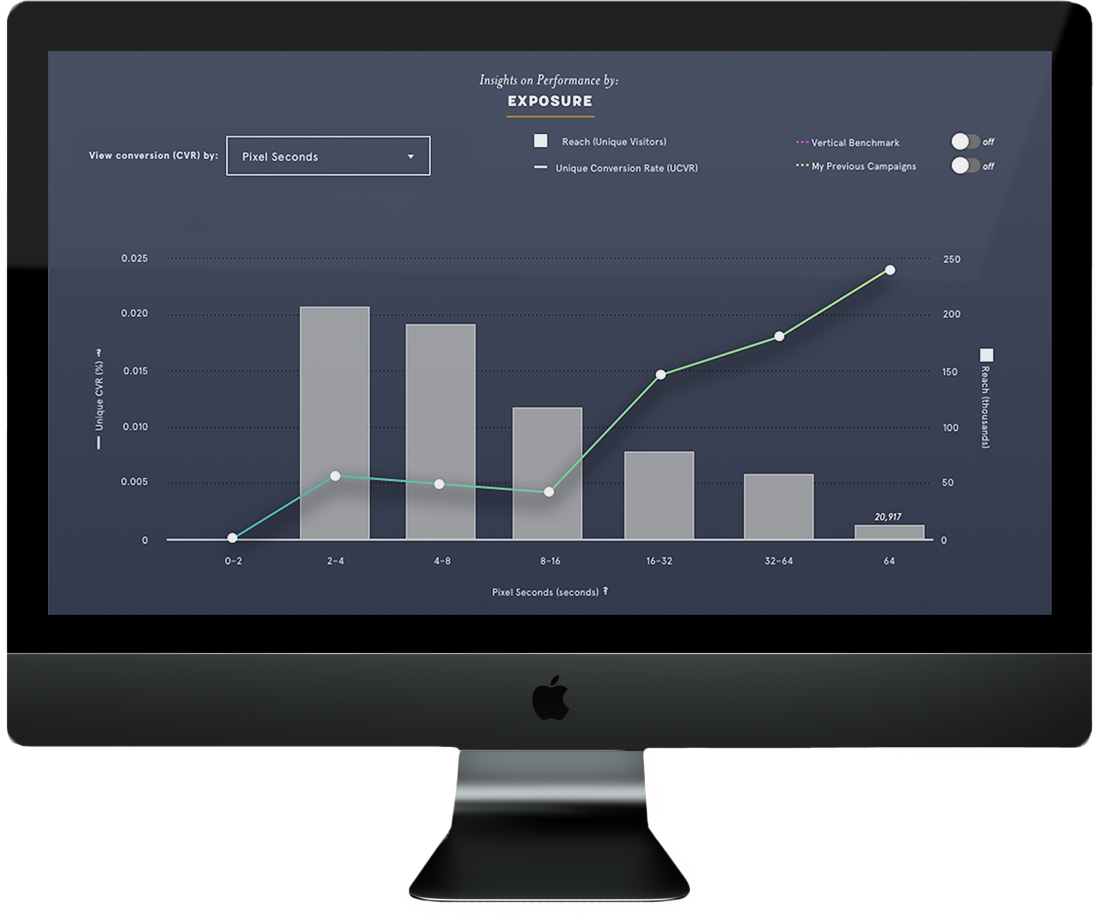 Insights on Performance by:
EXPOSURE
View conversion (CVR) by:
Pixel Seconds
Reach (Unique Visitors)
Unique Conversion Rate (UCVR)
Vertical Benchmark
off
My Previous Campaigns
off
0.025
0.020
0.015
0.010
0.005
0
Unique CVR (%) ?
250
200
150
100
50
0
Reach (thousands)
20,917
0–2
2–4
4–8
8–16
16–32
32–64
64
Pixel Seconds (seconds) ?